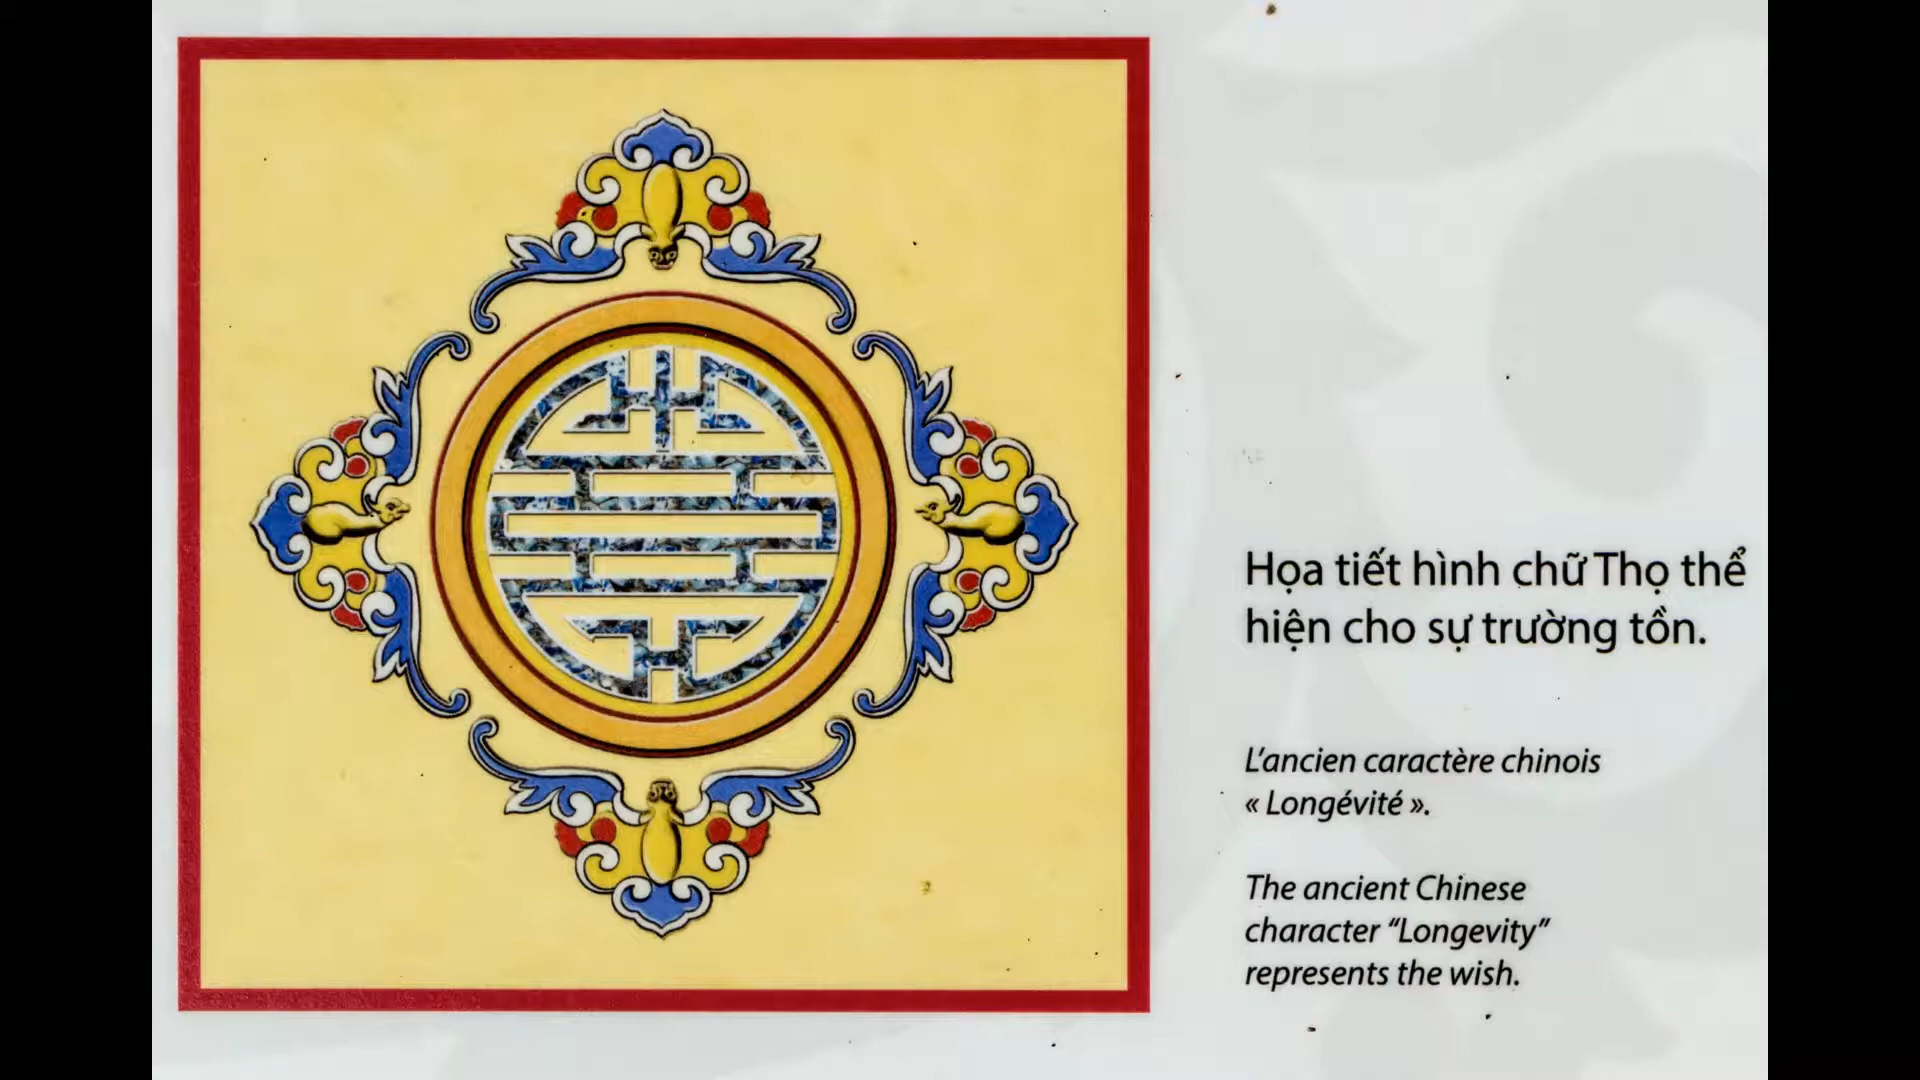 Họa tiết hình chữ Thọ thể
hiện cho sự trường tồn.
L'ancien caractère chinois
« Longévité ».
The ancient Chinese
character “Longevity”
represents the wish.